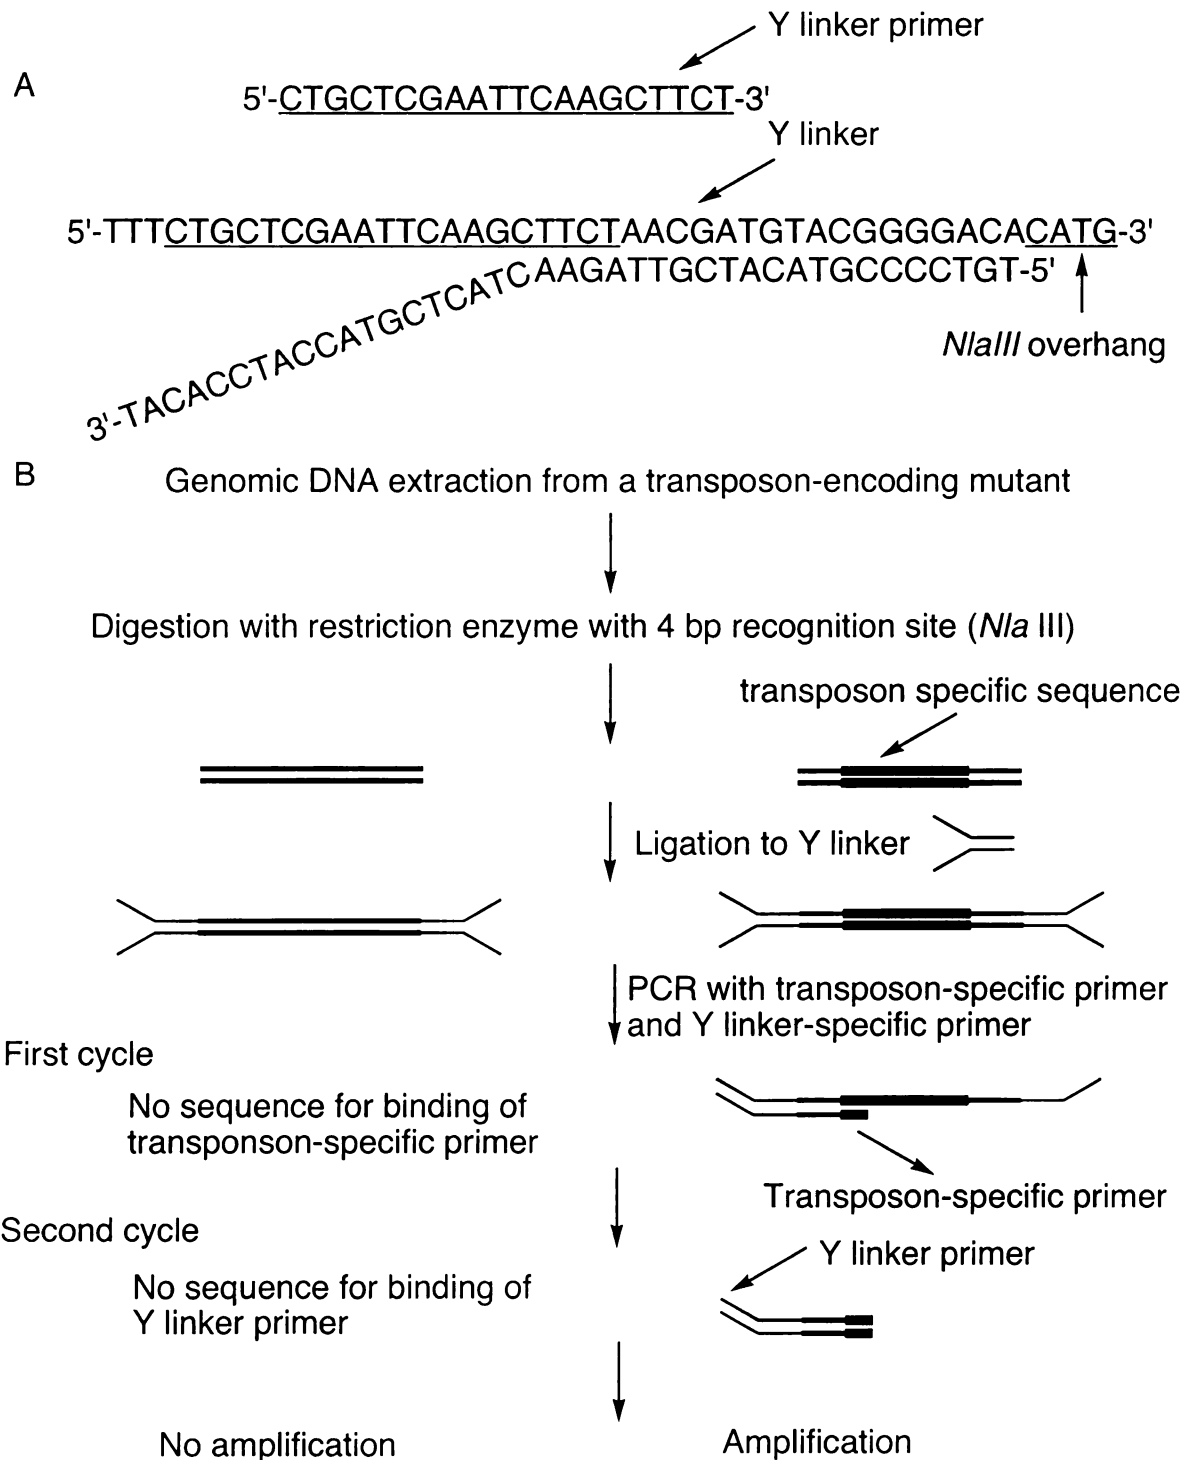 Y linker primer
A
5'-CTGCTCGAATTCAAGCTTCT-3'
Y linker
5'-TTTCTGCTCGAATTCAAGCTTCTAACGATGTACGGGGACACATG-3'
3'-TACACCTACCATGCTCATCAAGATTGCTACATGCCCCTGT-5'
NlaIII overhang
B
Genomic DNA extraction from a transposon-encoding mutant
Digestion with restriction enzyme with 4 bp recognition site (Nla III)
transposon specific sequence
Ligation to Y linker
PCR with transposon-specific primer
and Y linker-specific primer
First cycle
No sequence for binding of
transponson-specific primer
Transposon-specific primer
Second cycle
Y linker primer
No sequence for binding of
Y linker primer
No amplification
Amplification